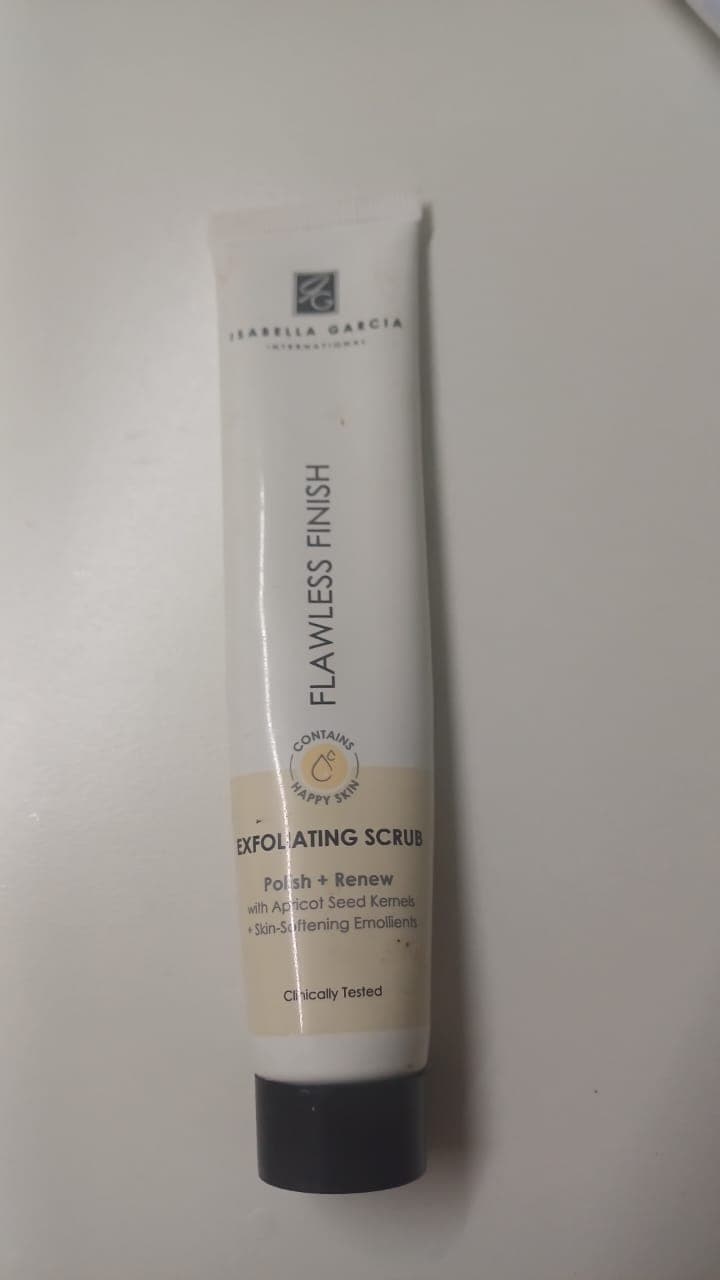 IG
ISABELLA GARCIA
INTERNATIONAL
FLAWLESS FINISH
CONTAINS
HAPPY SKIN
EXFOLIATING SCRUB
Polish + Renew
with Apricot Seed Kernels
+ Skin-Softening Emollients
Clinically Tested